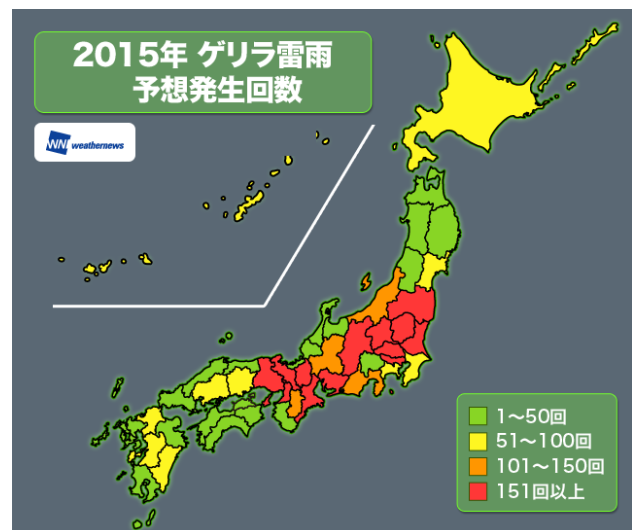 2015年 ゲリラ雷雨
予想発生回数
WNI weathernews
1〜50回
51〜100回
101〜150回
151回以上